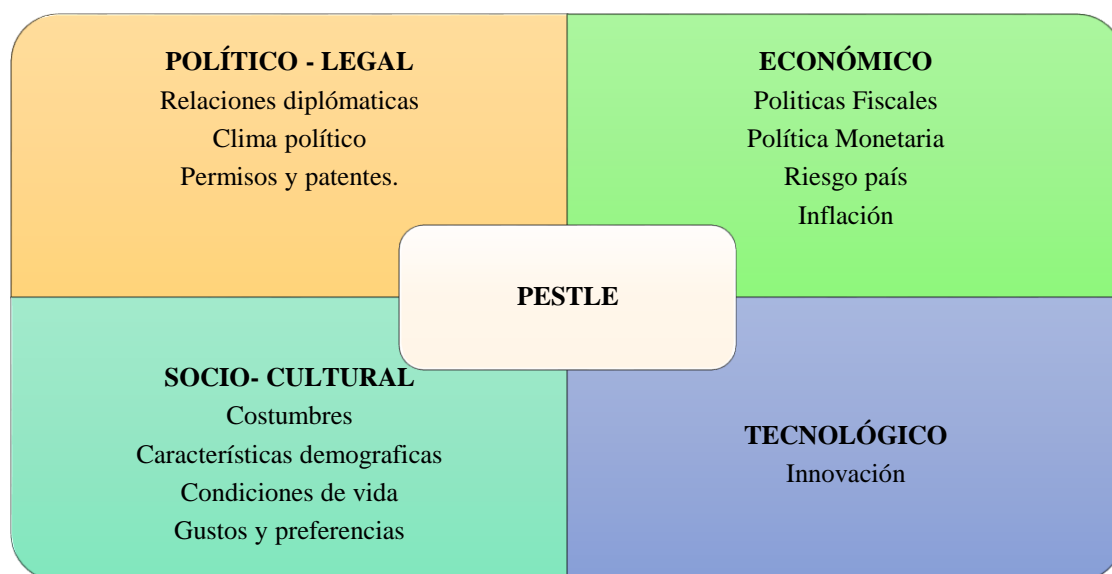 POLÍTICO - LEGAL
Relaciones diplómaticas
Clima político
Permisos y patentes.
ECONÓMICO
Politicas Fiscales
Política Monetaria
Riesgo país
Inflación
PESTLE
SOCIO- CULTURAL
Costumbres
Características demograficas
Condiciones de vida
Gustos y preferencias
TECNOLÓGICO
Innovación